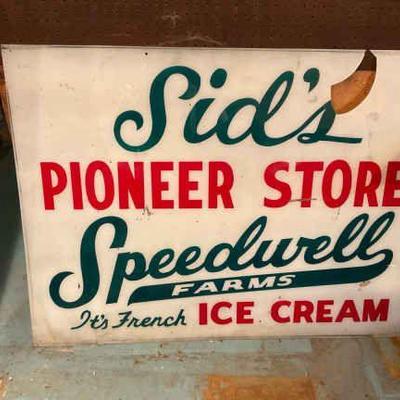 Sid's
PIONEER STORE
Speedwell
FARMS
It's French ICE CREAM